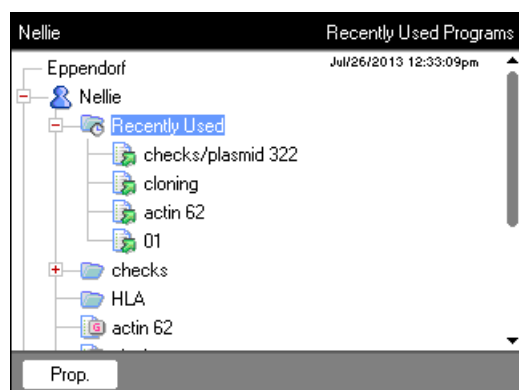 Nellie Recently Used Programs
Jul/26/2013 12:33:09pm
Eppendorf
Nellie
Recently Used
checks/plasmid 322
cloning
actin 62
01
checks
HLA
G actin 62
Prop.